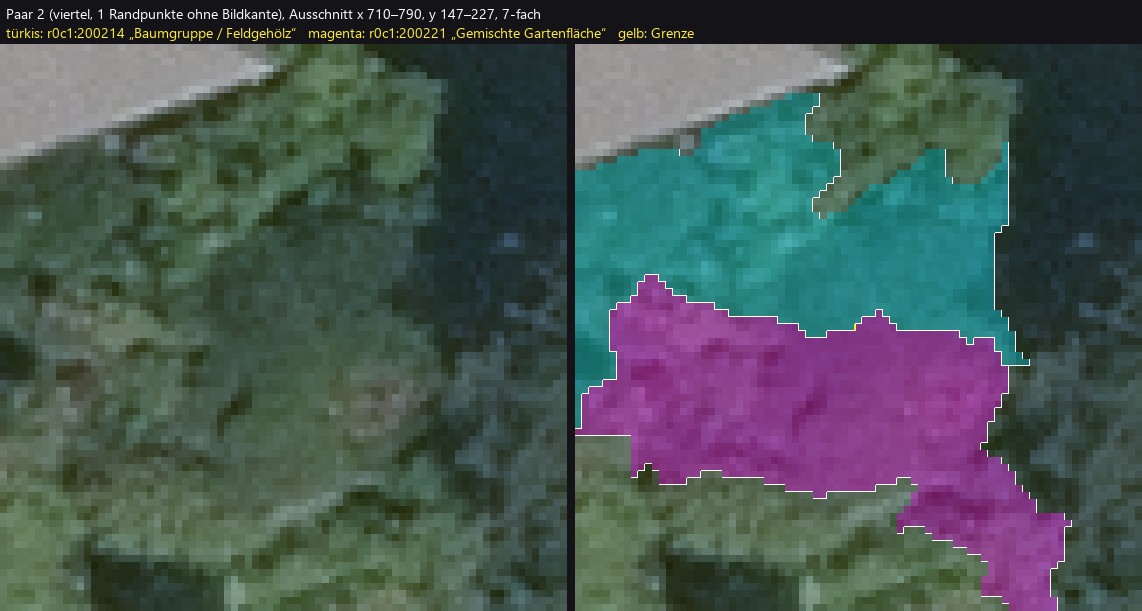 Paar 2 (viertel, 1 Randpunkte ohne Bildkante), Ausschnitt x 710–790, y 147–227, 7-fach
türkis: r0c1:200214 „Baumgruppe / Feldgehölz“ magenta: r0c1:200221 „Gemischte Gartenfläche“ gelb: Grenze